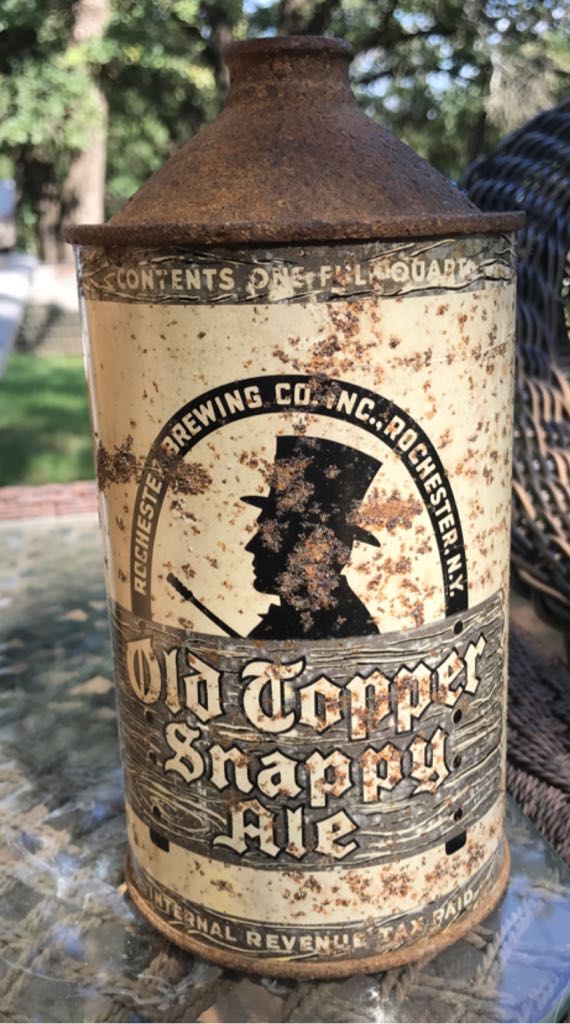 CONTENTS ONE FULL QUART
ROCHESTER BREWING CO. INC., ROCHESTER, N.Y.
Old Topper
Snappy
Ale
INTERNAL REVENUE TAX PAID